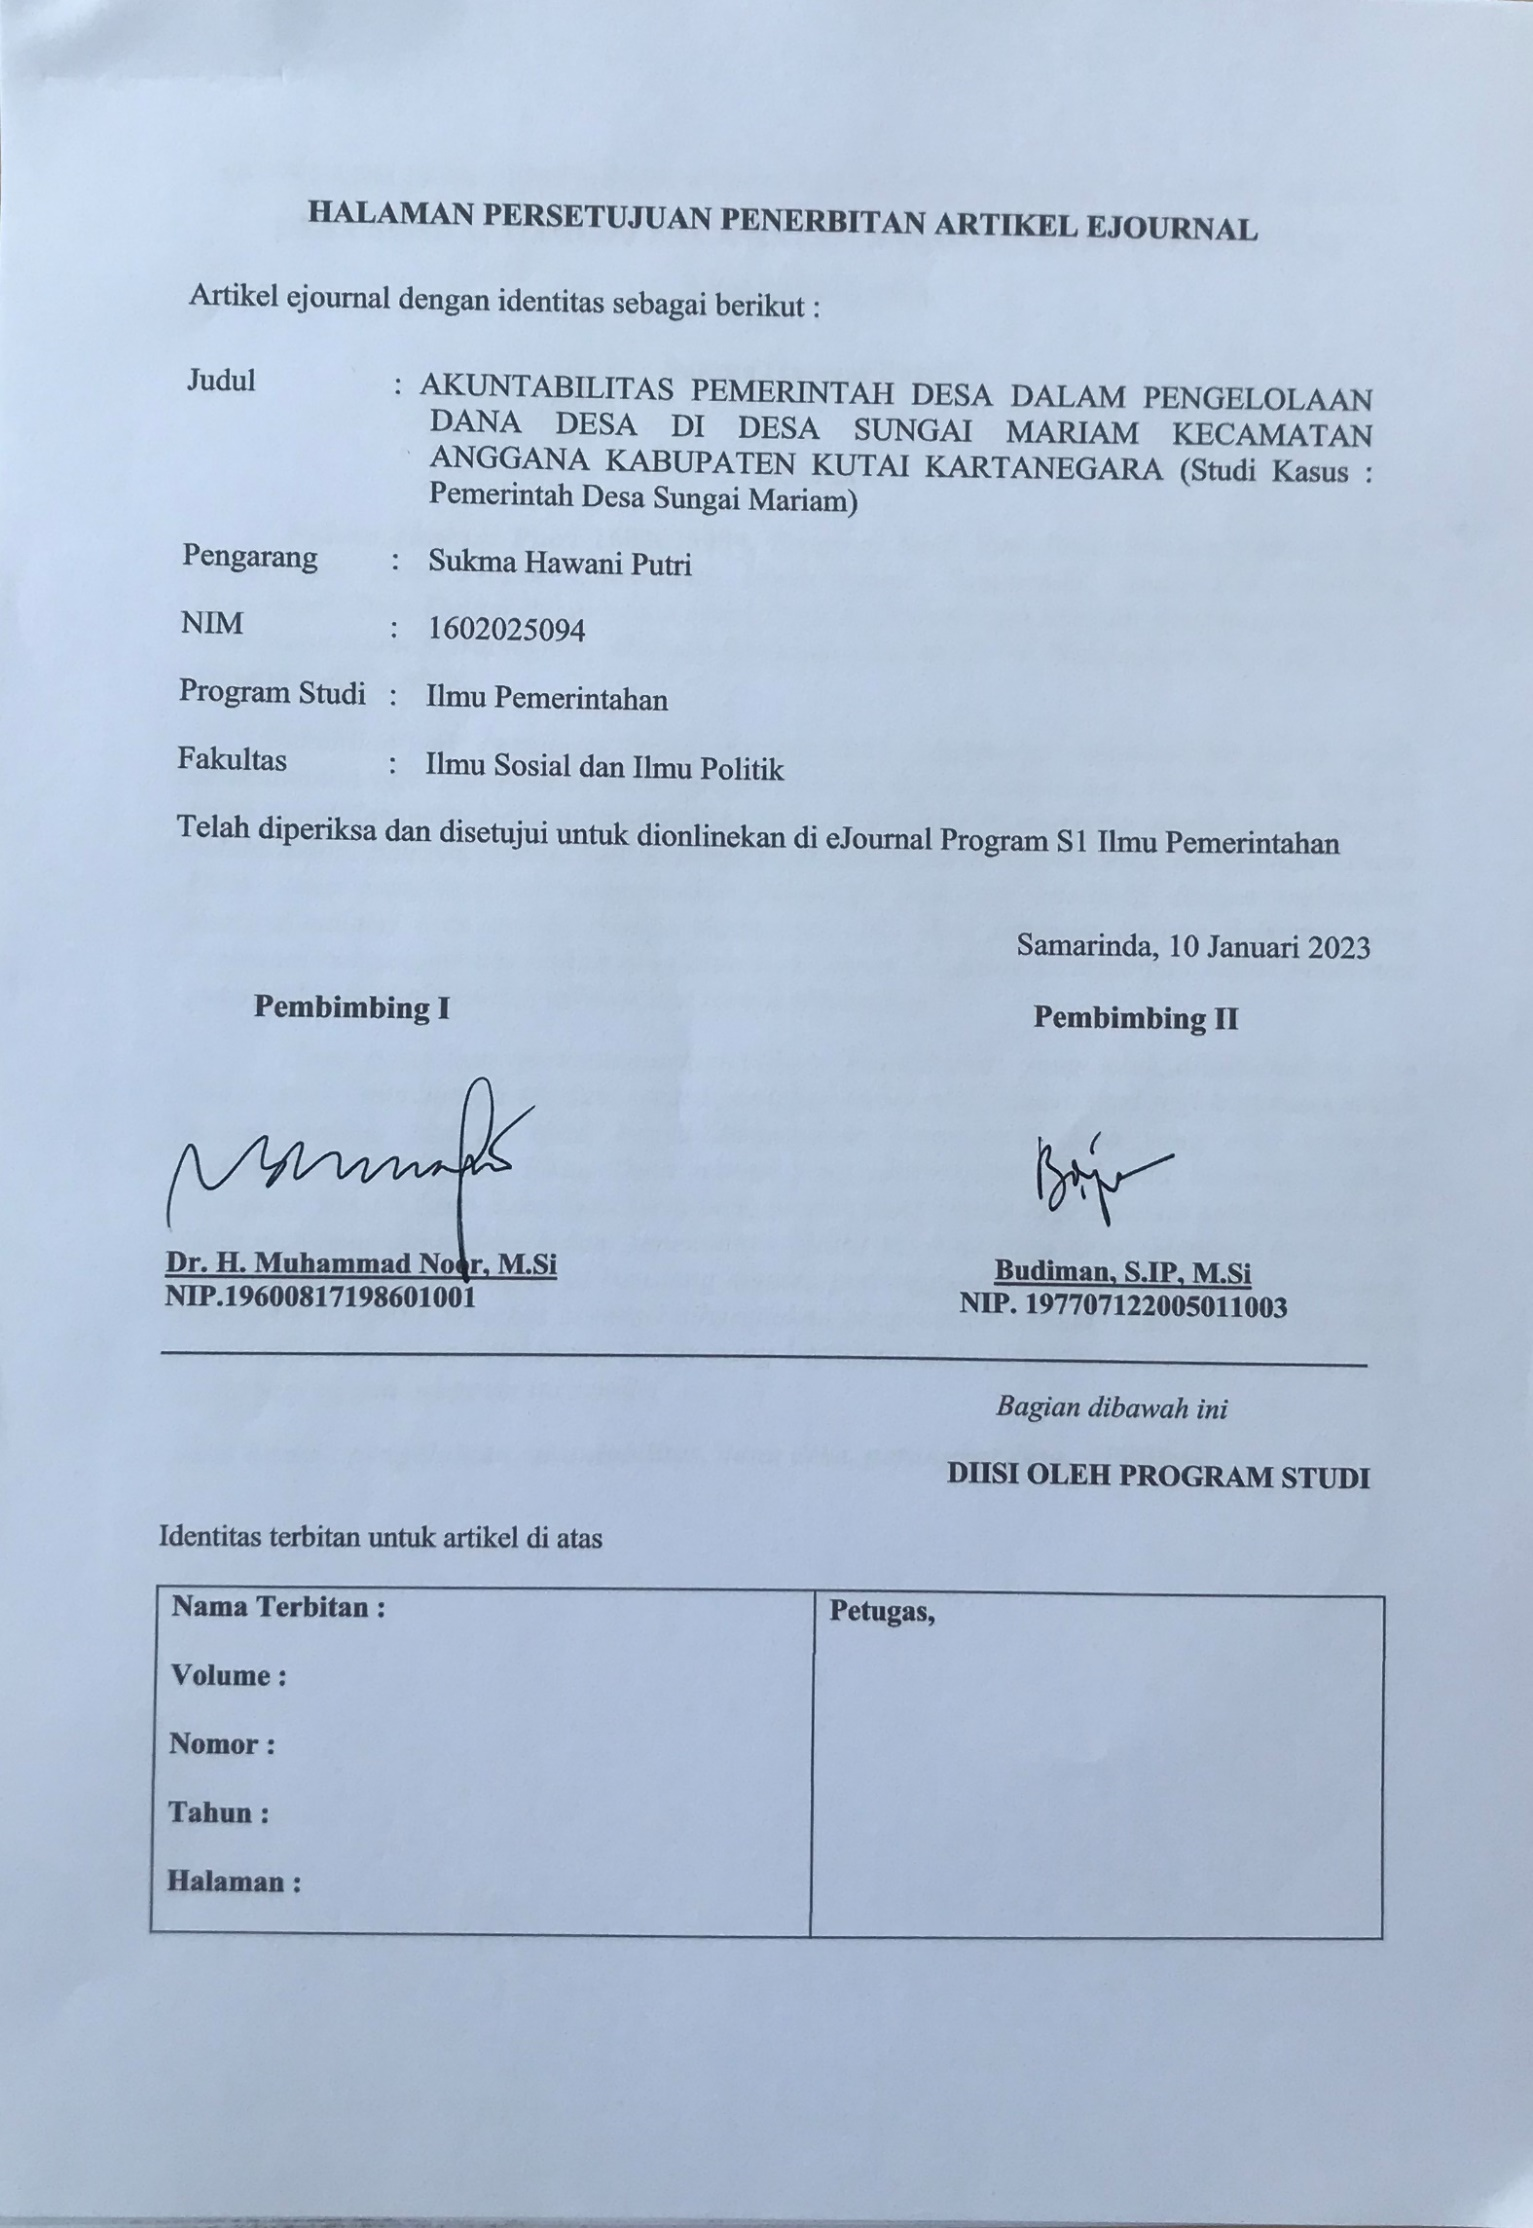 HALAMAN PERSETUJUAN PENERBITAN ARTIKEL EJOURNAL
Artikel ejournal dengan identitas sebagai berikut :
Judul : AKUNTABILITAS PEMERINTAH DESA DALAM PENGELOLAAN
DANA DESA DI DESA SUNGAI MARIAM KECAMATAN
ANGGANA KABUPATEN KUTAI KARTANEGARA (Studi Kasus :
Pemerintah Desa Sungai Mariam)
Pengarang : Sukma Hawani Putri
NIM : 1602025094
Program Studi : Ilmu Pemerintahan
Fakultas : Ilmu Sosial dan Ilmu Politik
Telah diperiksa dan disetujui untuk dionlinekan di eJournal Program S1 Ilmu Pemerintahan
Samarinda, 10 Januari 2023
Pembimbing I
Pembimbing II
Dr. H. Muhammad Noor, M.Si
NIP.19600817198601001
Budiman, S.IP, M.Si
NIP. 197707122005011003
Bagian dibawah ini
DIISI OLEH PROGRAM STUDI
Identitas terbitan untuk artikel di atas
Nama Terbitan :
Volume :
Nomor :
Tahun :
Halaman :
Petugas,